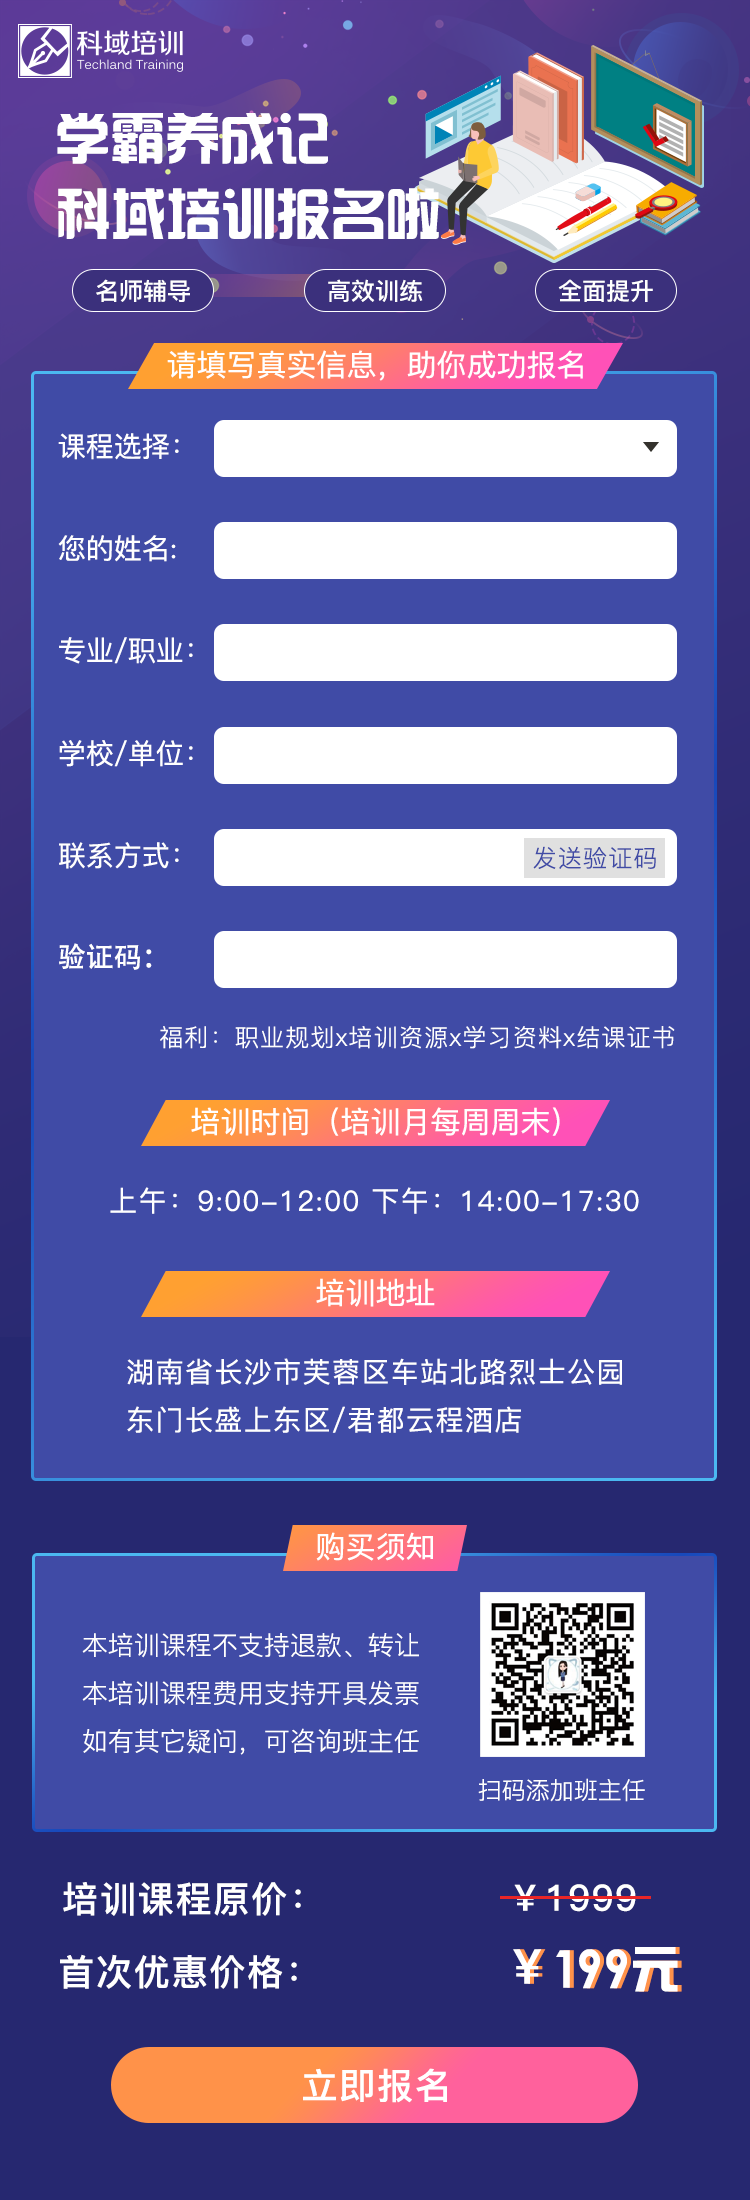 科域培训
Techland Training
学霸养成记
科域培训报名啦
名师辅导 高效训练 全面提升
请填写真实信息，助你成功报名
课程选择：
您的姓名:
专业/职业：
学校/单位：
联系方式： 发送验证码
验证码：
福利：职业规划x培训资源x学习资料x结课证书
培训时间（培训月每周周末）
上午：9:00-12:00 下午：14:00-17:30
培训地址
湖南省长沙市芙蓉区车站北路烈士公园
东门长盛上东区/君都云程酒店
购买须知
本培训课程不支持退款、转让
本培训课程费用支持开具发票
如有其它疑问，可咨询班主任
扫码添加班主任
培训课程原价： ¥1999
首次优惠价格： ¥199元
立即报名